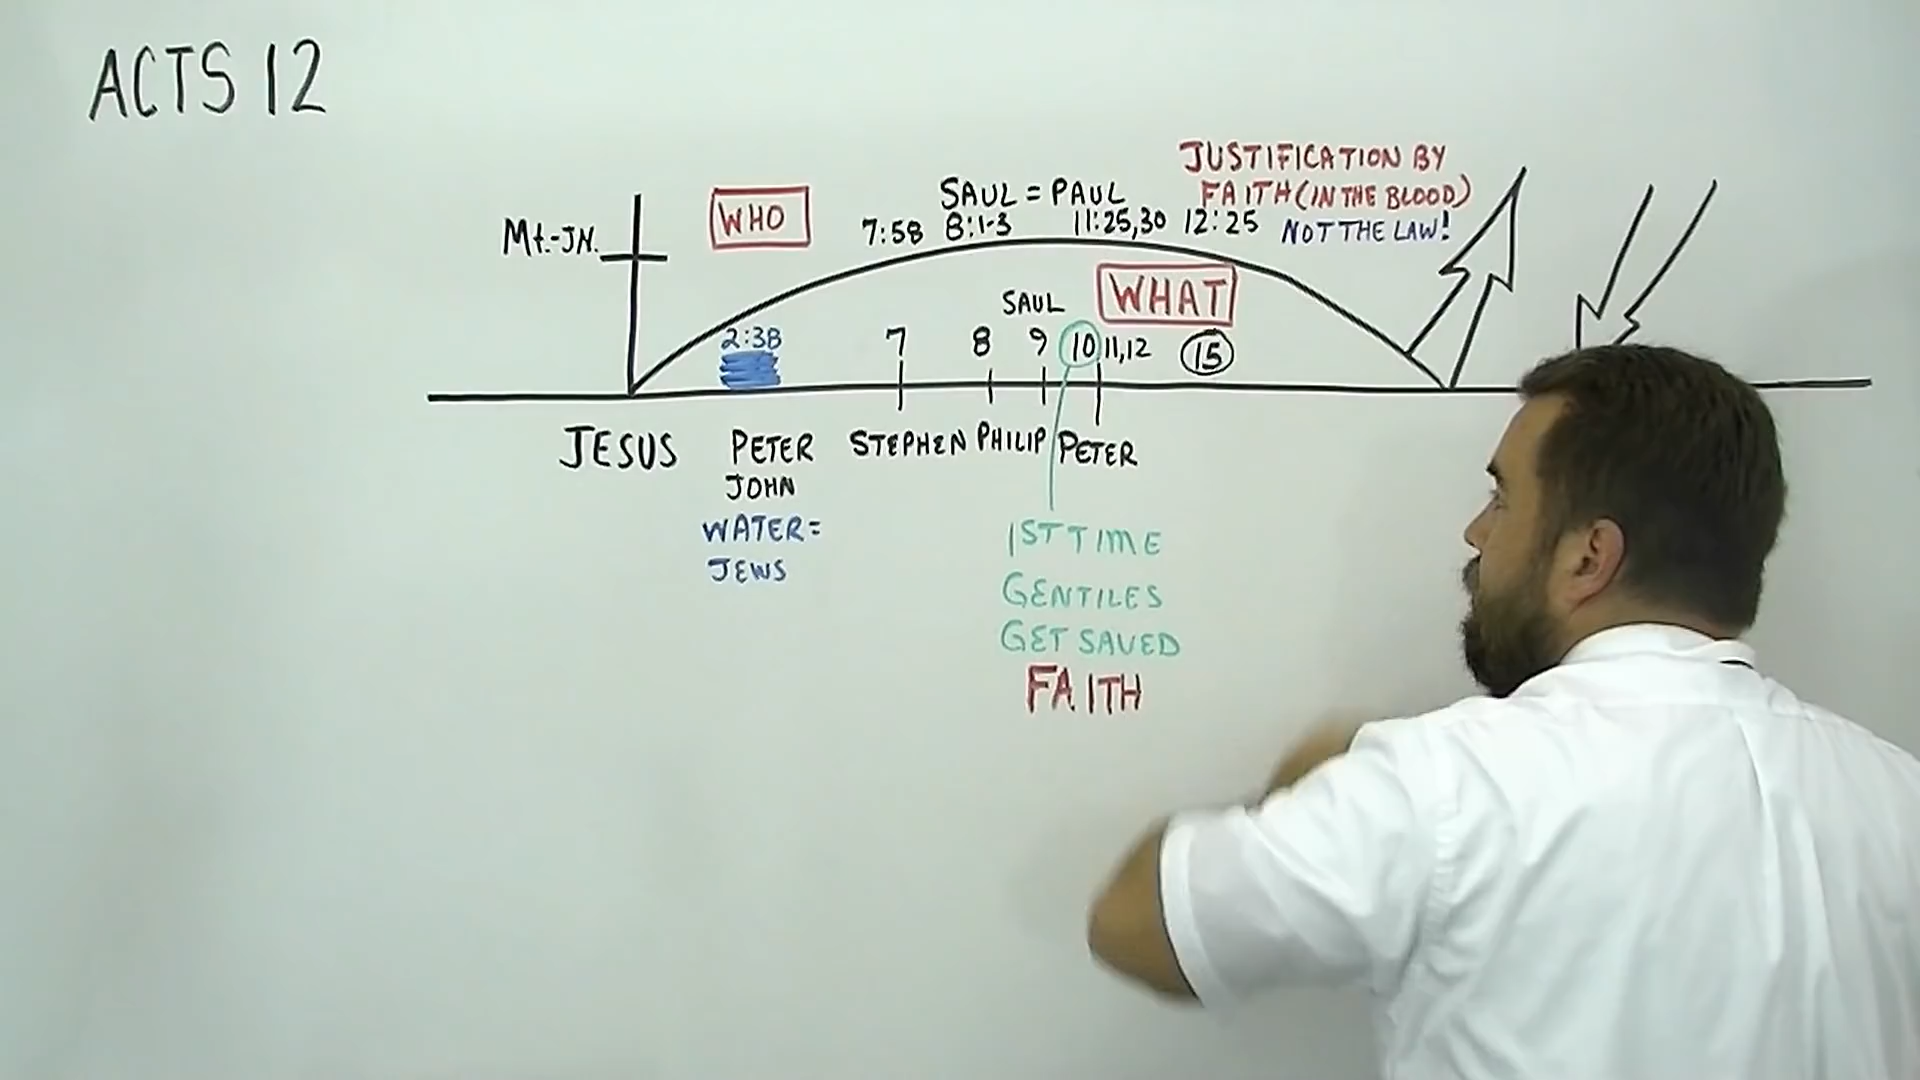 ACTS 12
JUSTIFICATION BY
FAITH (IN THE BLOOD)
NOT THE LAW!
SAUL = PAUL
7:58 8:1-3 11:25,30 12:25
WHO
Mt.-JN.
WHAT
SAUL
2:38 7 8 9 10 11,12 15
JESUS PETER STEPHEN PHILIP PETER
JOHN
WATER=
JEWS
1ST TIME
GENTILES
GET SAVED
FAITH